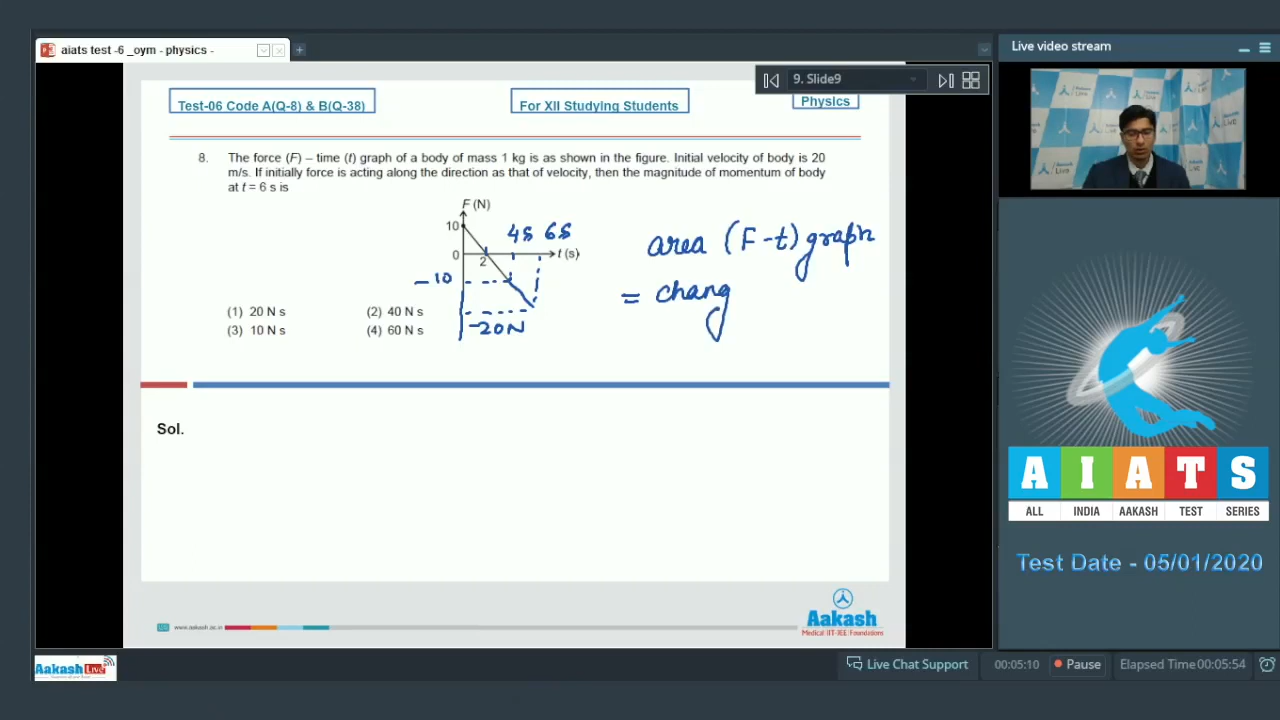 aiats test -6 _oym - physics -
Live video stream
9. Slide9
Test-06 Code A(Q-8) & B(Q-38)
For XII Studying Students
Physics
8. The force (F) – time (t) graph of a body of mass 1 kg is as shown in the figure. Initial velocity of body is 20
m/s. If initially force is acting along the direction as that of velocity, then the magnitude of momentum of body
at t = 6 s is
F (N)
10
0
2
4s 6s
t (s)
-10
-20N
area (F-t) graph
= chang
(1) 20 N s
(2) 40 N s
(3) 10 N s
(4) 60 N s
Sol.
www.aakash.ac.in
Aakash
Medical|IIT-JEE|Foundations
AIATS
ALL INDIA AAKASH TEST SERIES
Test Date - 05/01/2020
Aakash Live
Live Chat Support
00:05:10
Pause
Elapsed Time 00:05:54